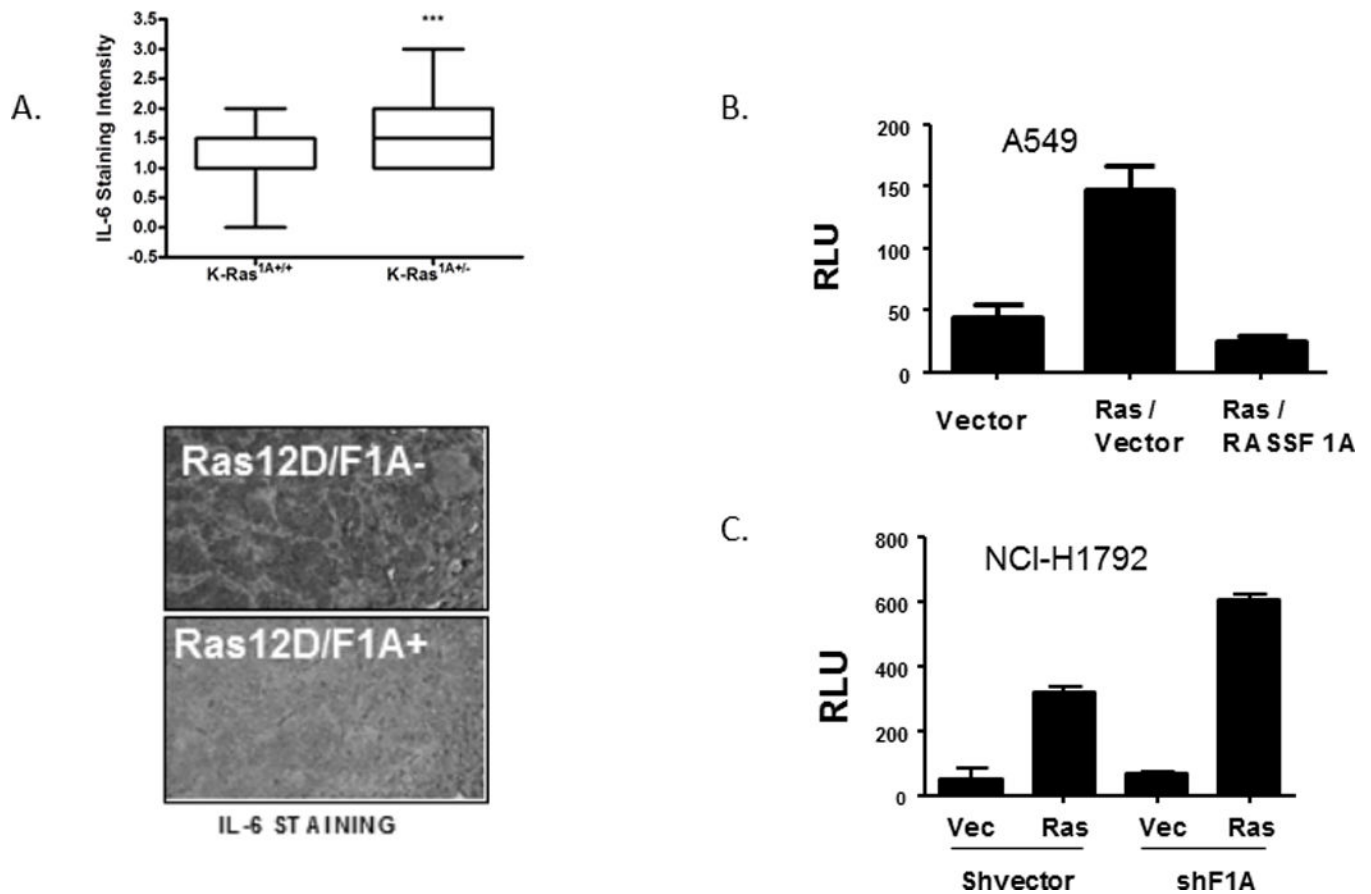 A.
IL-6 Staining Intensity
3.5
3.0
2.5
2.0
1.5
1.0
0.5
0.0
-0.5
***
K-Ras1A+/+
K-Ras1A+/-
Ras12D/F1A-
Ras12D/F1A+
IL-6 STAINING
B.
A549
RLU
200
150
100
50
0
Vector
Ras /
Vector
Ras /
RASSF 1A
C.
NCI-H1792
RLU
800
600
400
200
0
Vec
Ras
Vec
Ras
Shvector
shF1A